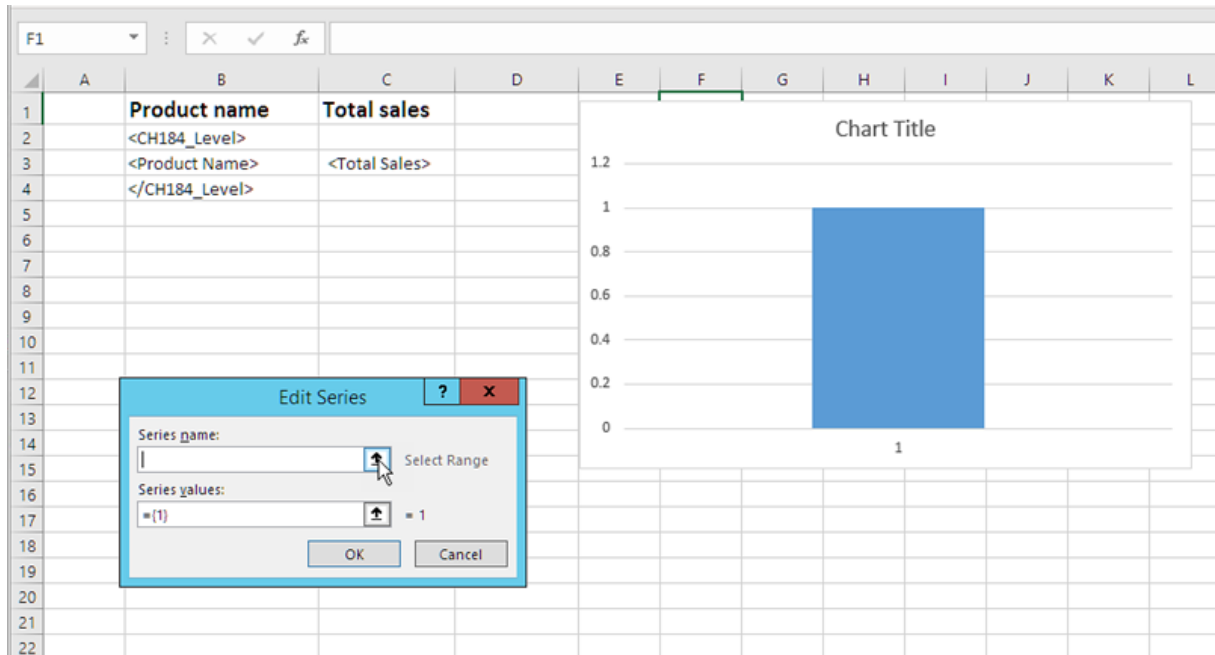 F1 fx
A B C D E F G H I J K L
1 Product name Total sales
2 <CH184_Level>
3 <Product Name> <Total Sales>
4 </CH184_Level>
5
6
7
8
9
10
11
12
13
14
15
16
17
18
19
20
21
22
Chart Title
1.2
1
0.8
0.6
0.4
0.2
0
1
Edit Series ? x
Series name:
Select Range
Series values:
={1} = 1
OK Cancel